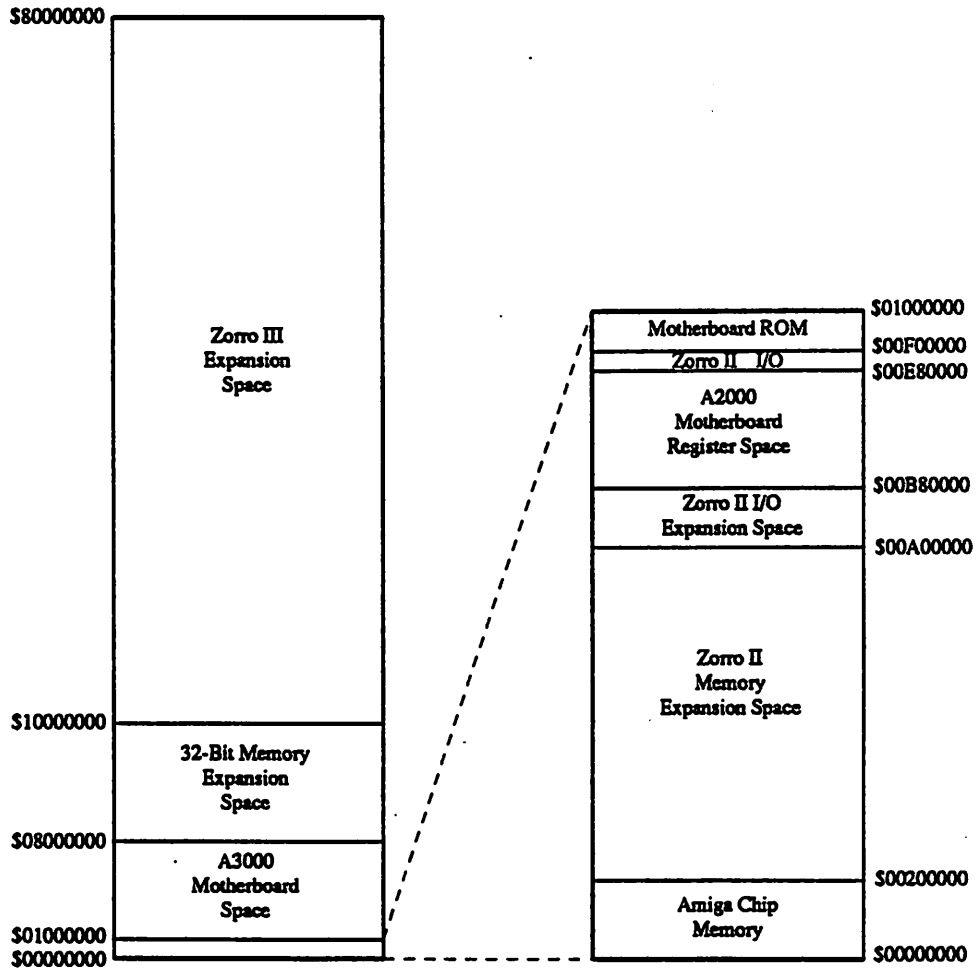 $80000000
Zorro III
Expansion
Space
$10000000
32-Bit Memory
Expansion
Space
$08000000
A3000
Motherboard
Space
$01000000
$00000000
$01000000
Motherboard ROM
$00F00000
Zorro II I/O
$00E80000
A2000
Motherboard
Register Space
$00B80000
Zorro II I/O
Expansion Space
$00A00000
Zorro II
Memory
Expansion Space
$00200000
Amiga Chip
Memory
$00000000